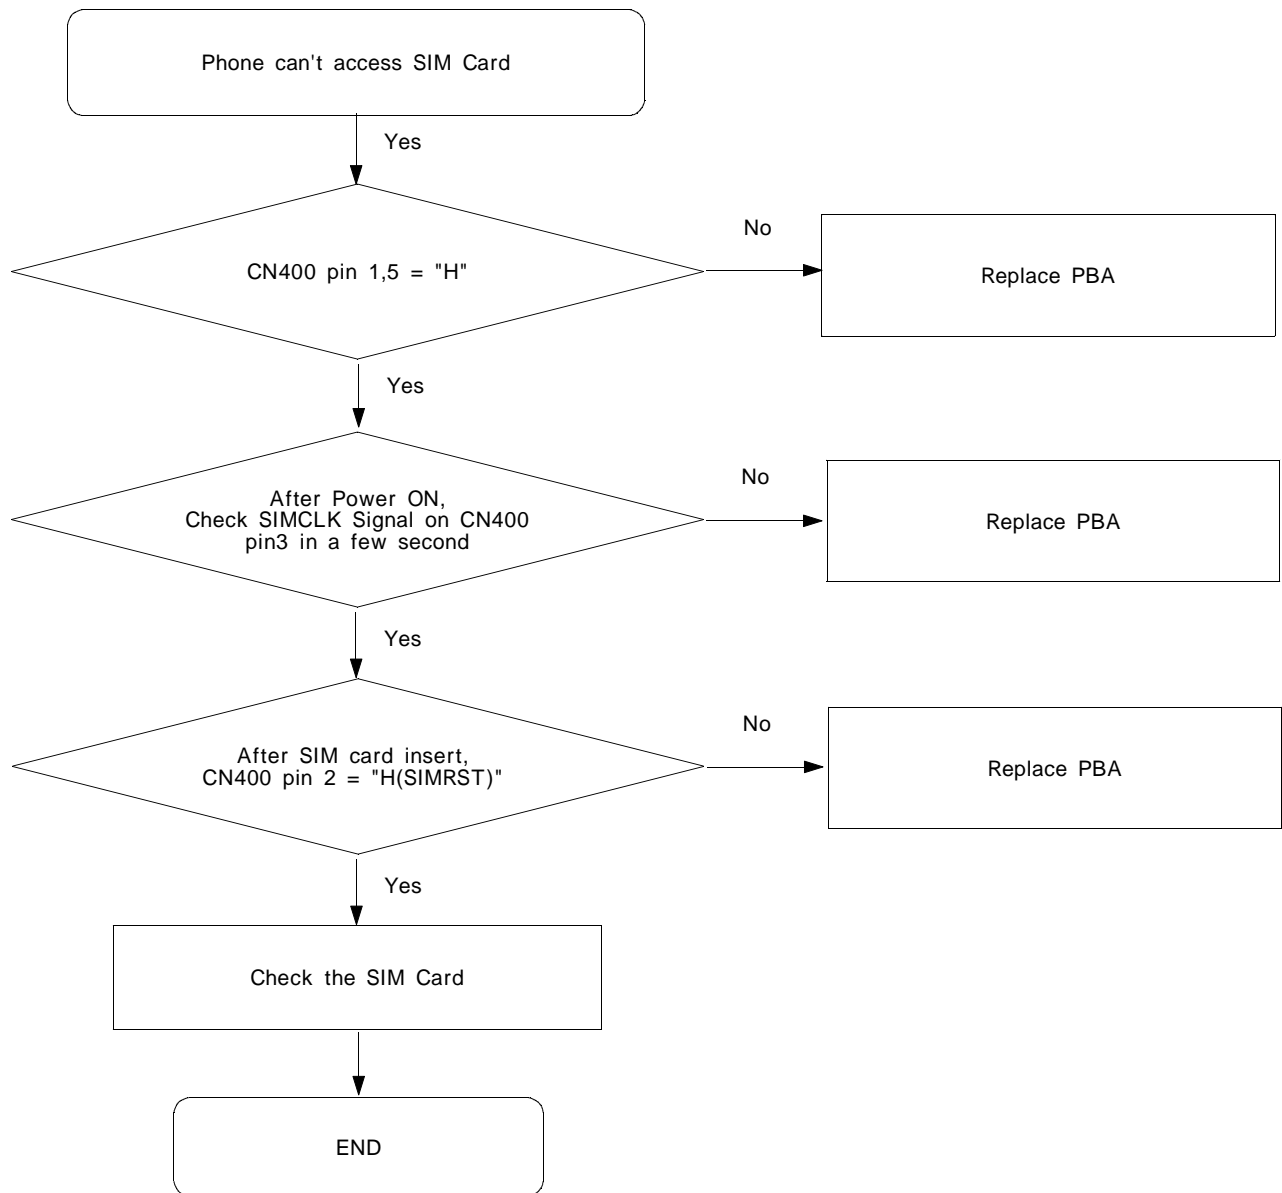 Phone can't access SIM Card
Yes
CN400 pin 1,5 = "H"
No
Replace PBA
Yes
After Power ON,
Check SIMCLK Signal on CN400
pin3 in a few second
No
Replace PBA
Yes
After SIM card insert,
CN400 pin 2 = "H(SIMRST)"
No
Replace PBA
Yes
Check the SIM Card
END